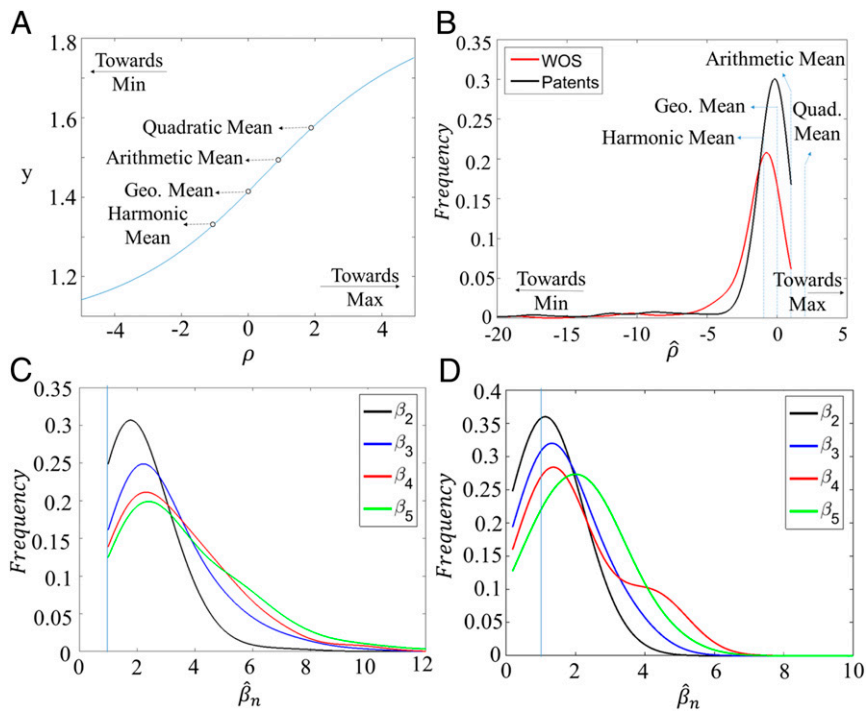 A
1.8
1.6
y
1.4
1.2
Towards
Min
Quadratic Mean
Arithmetic Mean
Geo. Mean
Harmonic
Mean
Towards
Max
-4 -2 0 2 4
ρ
B
0.35
0.3
0.25
0.2
0.15
0.1
0.05
0
Frequency
WOS
Patents
Arithmetic Mean
Geo. Mean
Quad.
Mean
Harmonic Mean
Towards
Min
Towards
Max
-20 -15 -10 -5 0 5
ρ̂
C
0.35
0.3
0.25
0.2
0.15
0.1
0.05
0
Frequency
β₂
β₃
β₄
β₅
0 2 4 6 8 10 12
β̂ₙ
D
0.4
0.35
0.3
0.25
0.2
0.15
0.1
0.05
0
Frequency
β₂
β₃
β₄
β₅
0 2 4 6 8 10
β̂ₙ